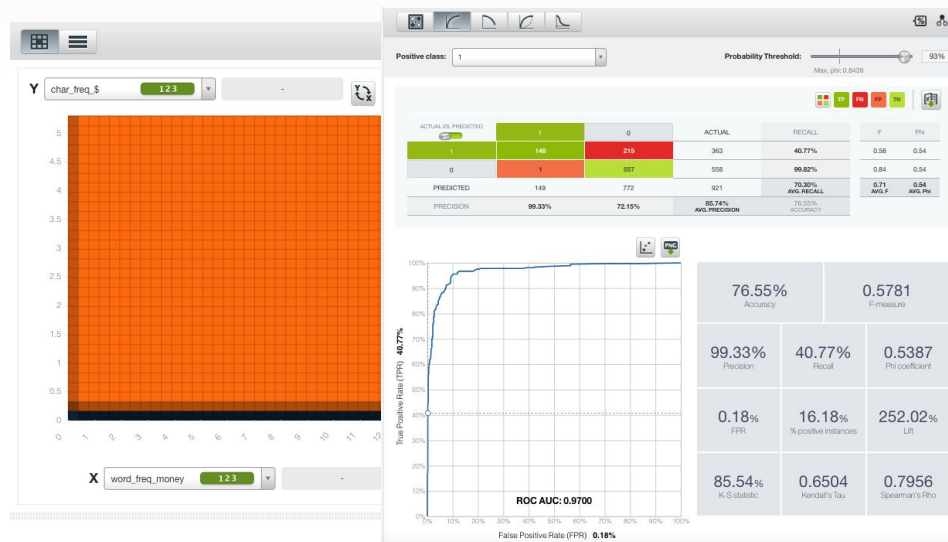 Y
char_freq_$
123
-
Y
X
5
4.5
4
3.5
3
2.5
2
1.5
1
0.5
0
0
1
2
3
4
5
6
7
8
9
10
11
12
X
word_freq_money
123
-
%
Positive class:
1
Probability Threshold:
93%
Max. phi: 0.8439
TP
FN
FP
TN
ACTUAL VS. PREDICTED
1
0
ACTUAL
RECALL
F
Phi
1
148
215
363
40.77%
0.58
0.54
0
1
557
558
99.82%
0.84
0.54
PREDICTED
149
772
921
70.30%
AVG. RECALL
0.71
AVG. F
0.54
AVG. Phi
PRECISION
99.33%
72.15%
85.74%
AVG. PRECISION
76.55%
ACCURACY
PNG
True Positive Rate (TPR) 40.77%
100%
90%
80%
70%
60%
50%
40%
30%
20%
10%
0%
0%
10%
20%
30%
40%
50%
60%
70%
80%
90%
100%
ROC AUC: 0.9700
False Positive Rate (FPR) 0.18%
76.55%
Accuracy
0.5781
F-measure
99.33%
Precision
40.77%
Recall
0.5387
Phi coefficient
0.18%
FPR
16.18%
% positive instances
252.02%
Lift
85.54%
K-S statistic
0.6504
Kendall's Tau
0.7956
Spearman's Rho